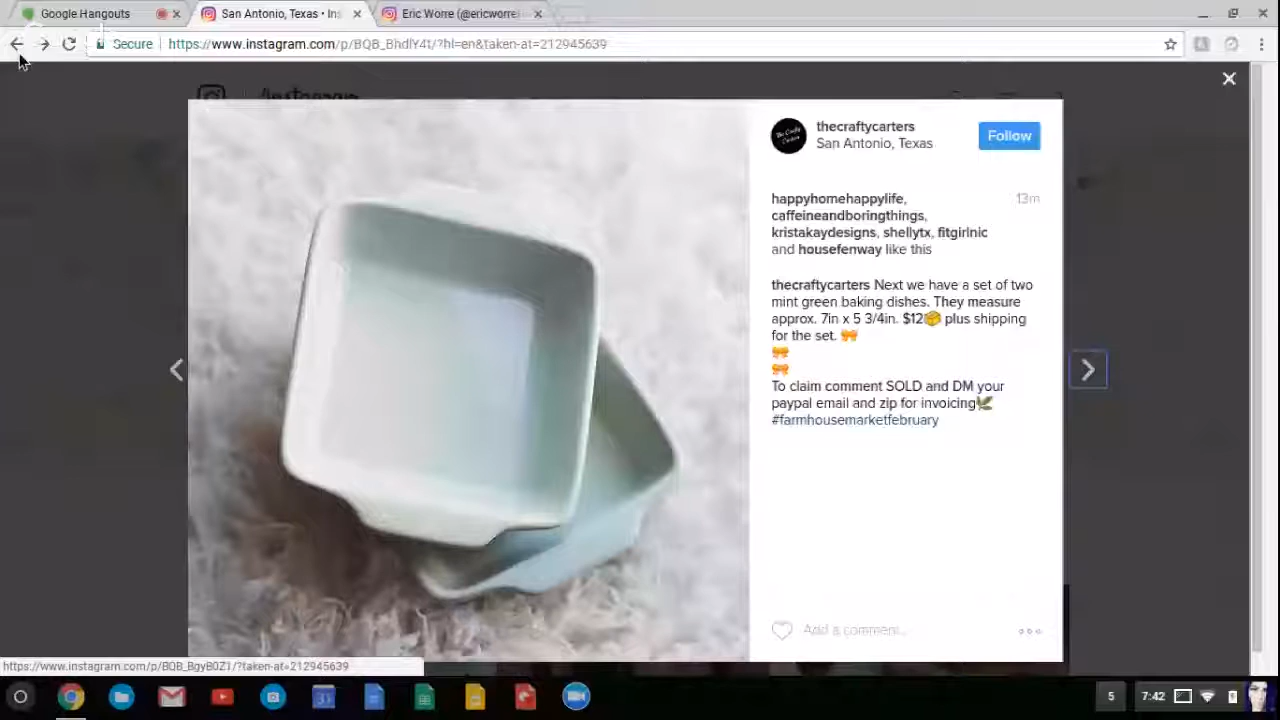 Google Hangouts
San Antonio, Texas • Ins
Eric Worre (@ericworre)
Secure
https://www.instagram.com/p/BQB_BhdlY4t/?hl=en&taken-at=212945639
Instagram
thecraftycarters
San Antonio, Texas
Follow
happyhomehappylife, 13m
caffeineandboringthings,
kristakaydesigns, shellytx, fitgirlnic
and housefenway like this
thecraftycarters Next we have a set of two
mint green baking dishes. They measure
approx. 7in x 5 3/4in. $12📦 plus shipping
for the set. 🎀
🎀
🎀
To claim comment SOLD and DM your
paypal email and zip for invoicing🌿
#farmhousemarketfebruary
Add a comment...
https://www.instagram.com/p/BQB_BgyB0Z1/?taken-at=212945639
31
5
7:42